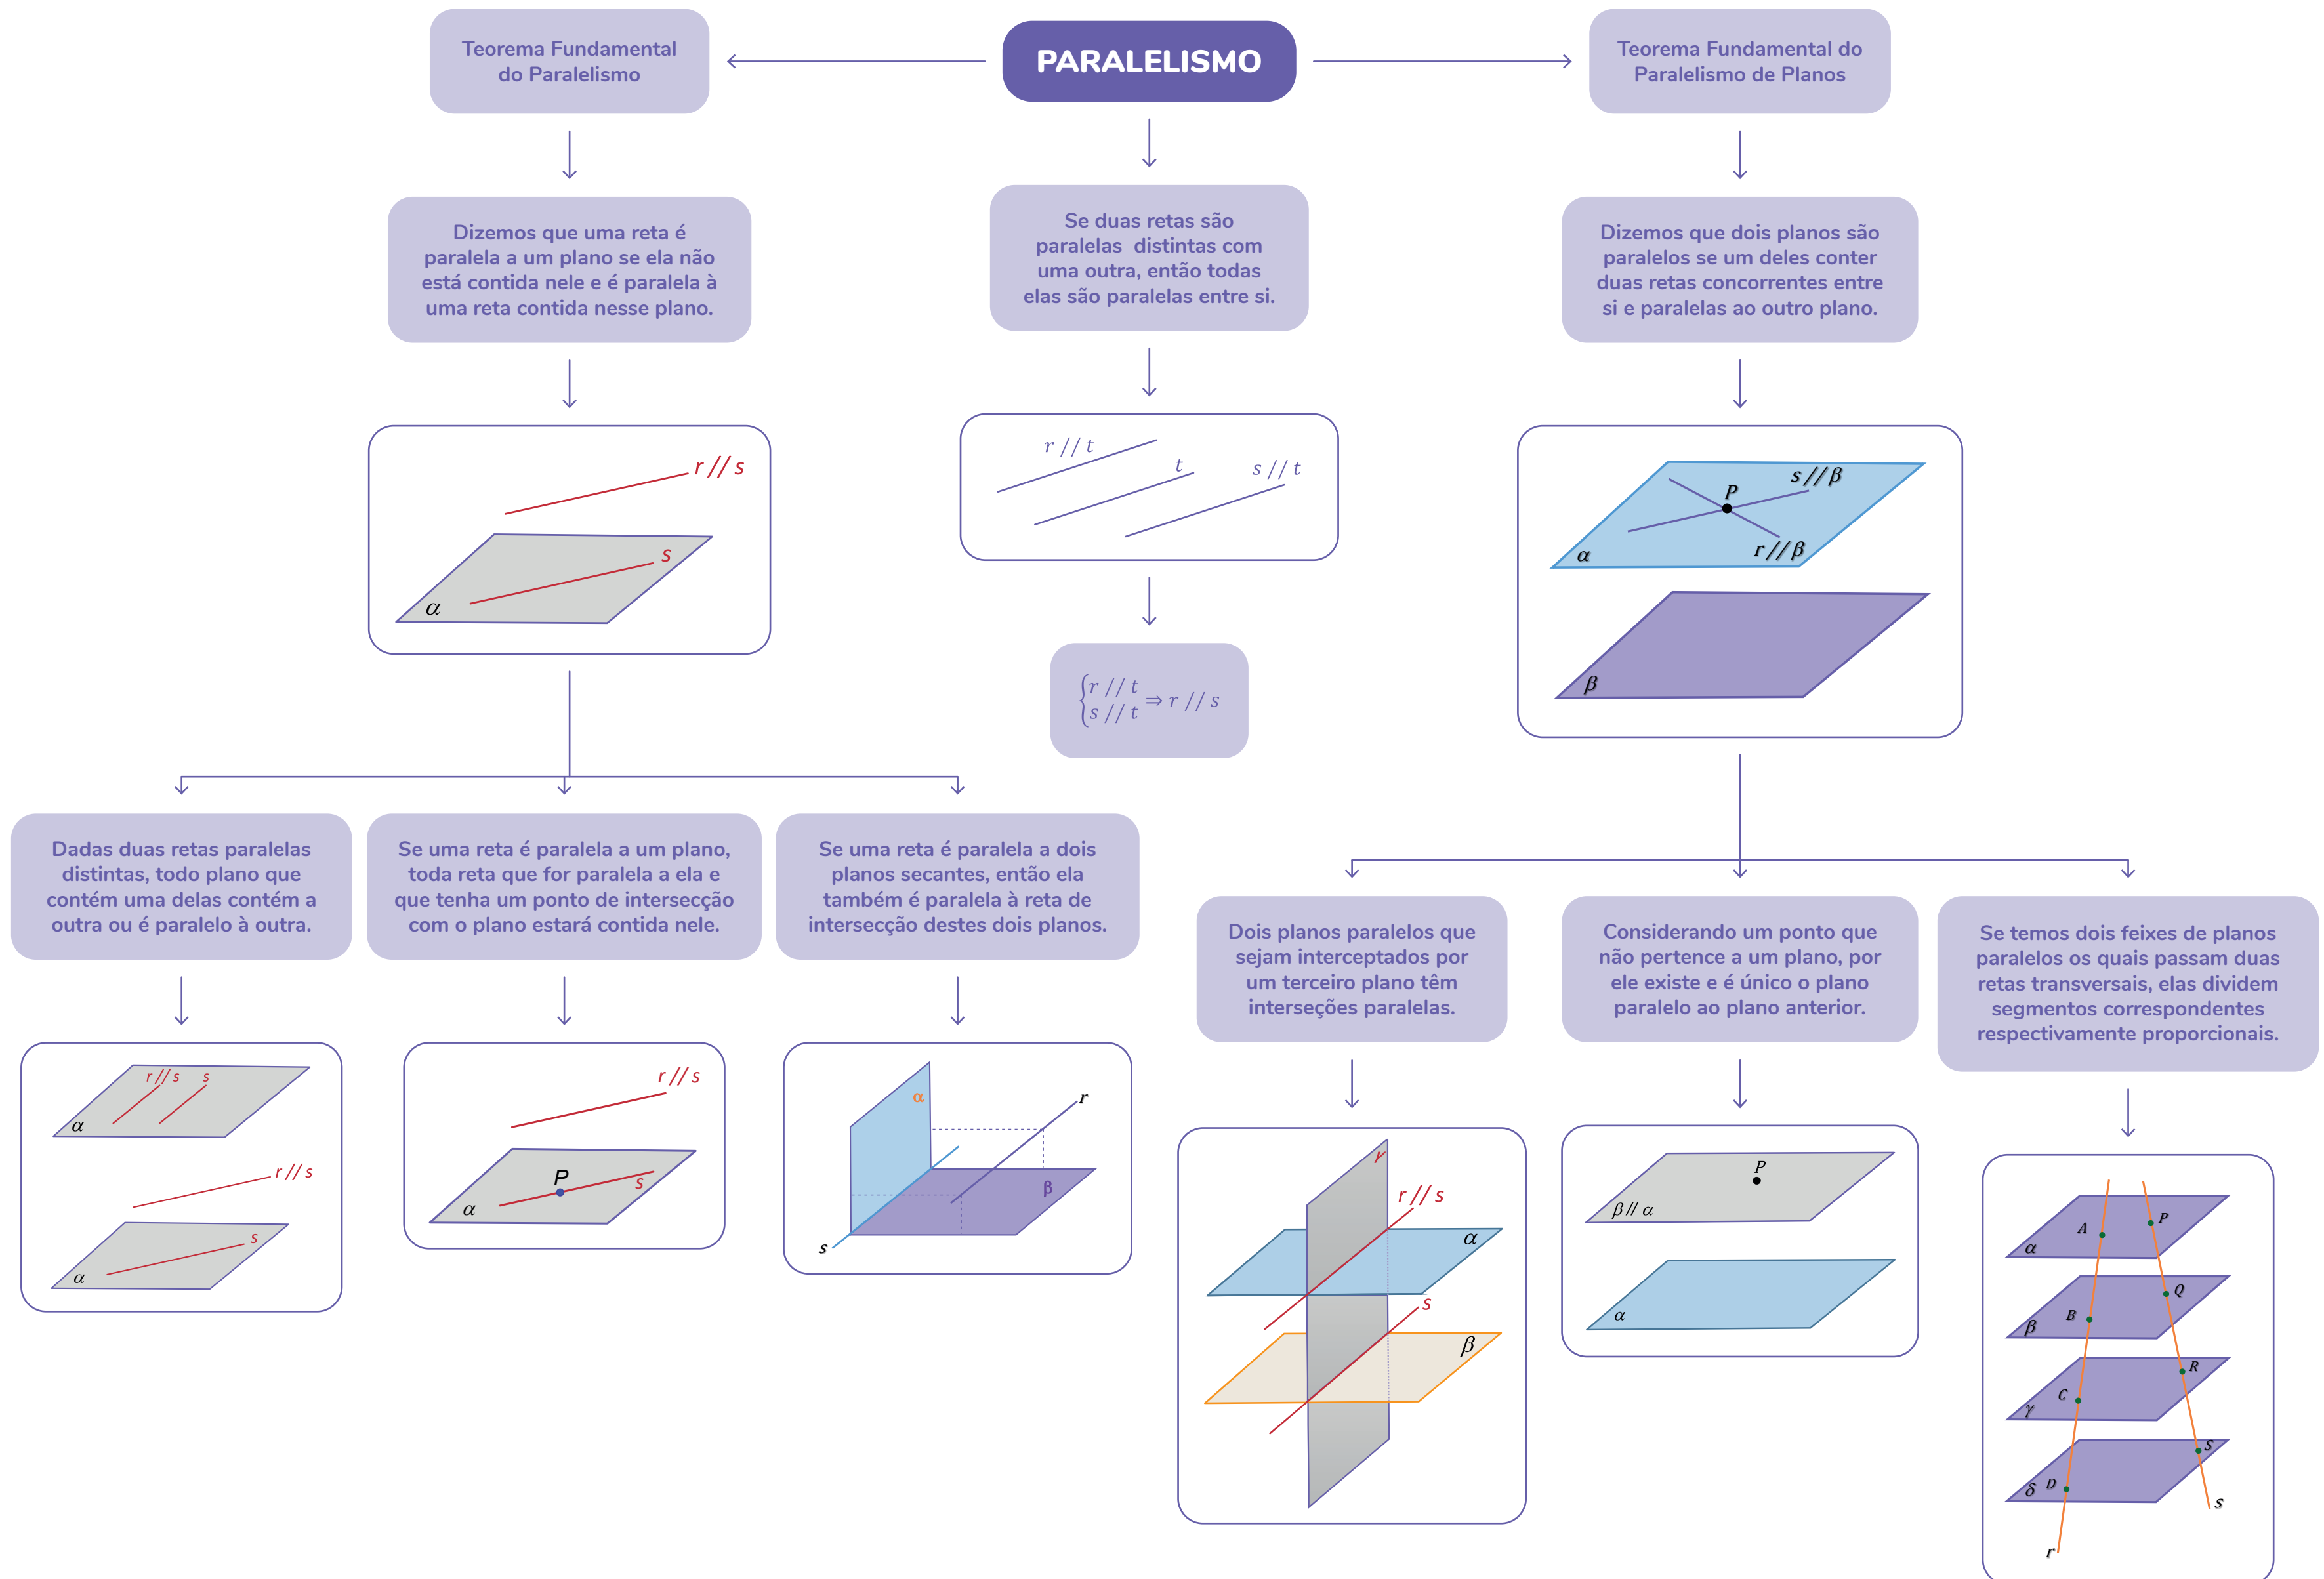 PARALELISMO
Teorema Fundamental
do Paralelismo
Dizemos que uma reta é
paralela a um plano se ela não
está contida nele e é paralela à
uma reta contida nesse plano.
r // s
s
α
Dadas duas retas paralelas
distintas, todo plano que
contém uma delas contém a
outra ou é paralelo à outra.
r // s s
α
r // s
s
α
Se uma reta é paralela a um plano,
toda reta que for paralela a ela e
que tenha um ponto de intersecção
com o plano estará contida nele.
r // s
P
s
α
Se uma reta é paralela a dois
planos secantes, então ela
também é paralela à reta de
intersecção destes dois planos.
α
r
β
s
Se duas retas são
paralelas distintas com
uma outra, então todas
elas são paralelas entre si.
r // t
t
s // t
{r // t
s // t ⇒ r // s
Teorema Fundamental do
Paralelismo de Planos
Dizemos que dois planos são
paralelos se um deles conter
duas retas concorrentes entre
si e paralelas ao outro plano.
s // β
P
r // β
α
β
Dois planos paralelos que
sejam interceptados por
um terceiro plano têm
interseções paralelas.
γ
r // s
α
s
β
Considerando um ponto que
não pertence a um plano, por
ele existe e é único o plano
paralelo ao plano anterior.
P
β // α
α
Se temos dois feixes de planos
paralelos os quais passam duas
retas transversais, elas dividem
segmentos correspondentes
respectivamente proporcionais.
A P
α
Q
B
β
R
C
γ
S
δ D
s
r